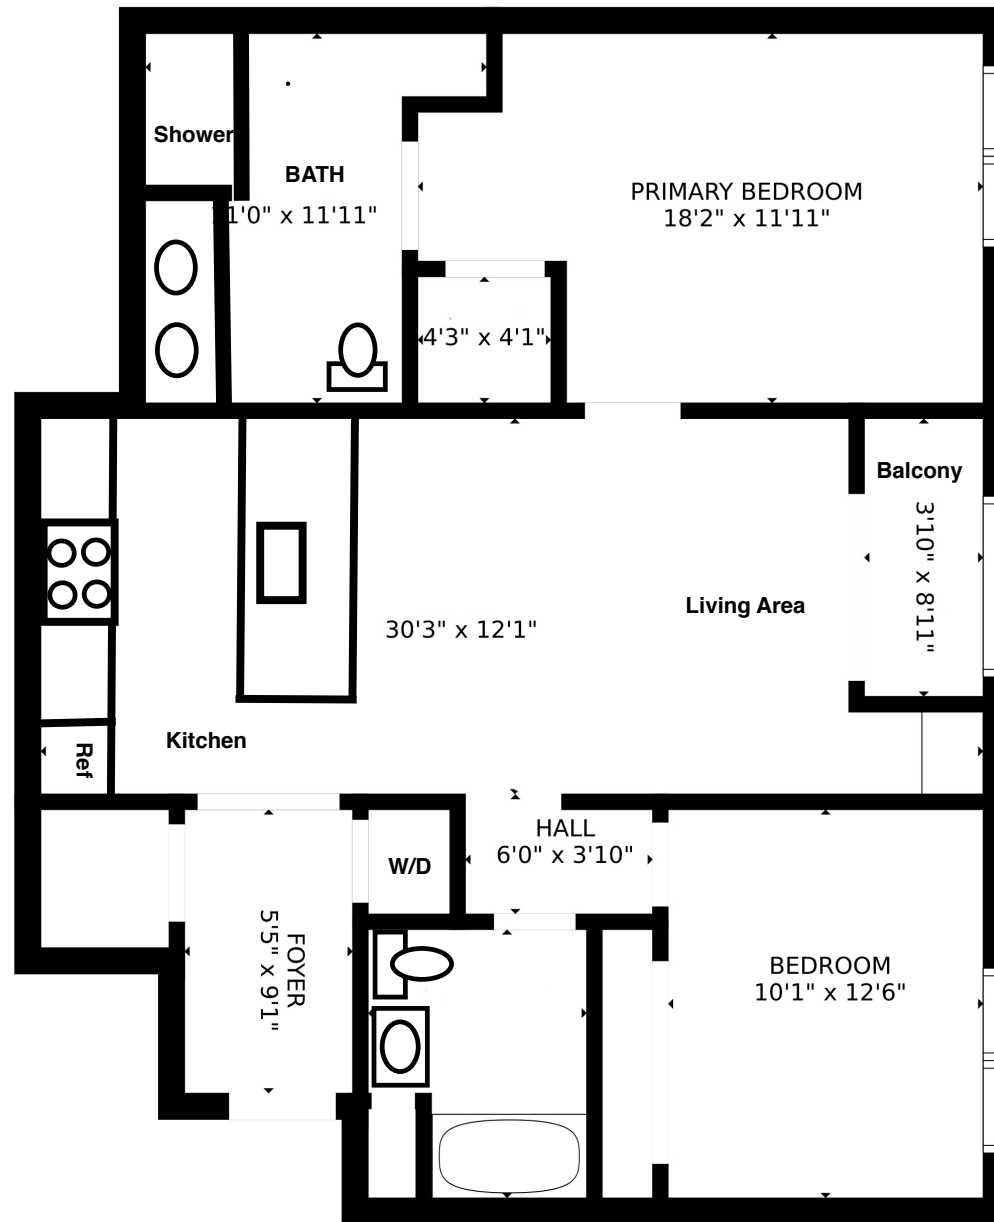 Shower
BATH
11'0" x 11'11"
PRIMARY BEDROOM
18'2" x 11'11"
4'3" x 4'1"
Balcony
3'10" x 8'11"
Living Area
30'3" x 12'1"
Kitchen
Ref
HALL
6'0" x 3'10"
W/D
FOYER
5'5" x 9'1"
BEDROOM
10'1" x 12'6"